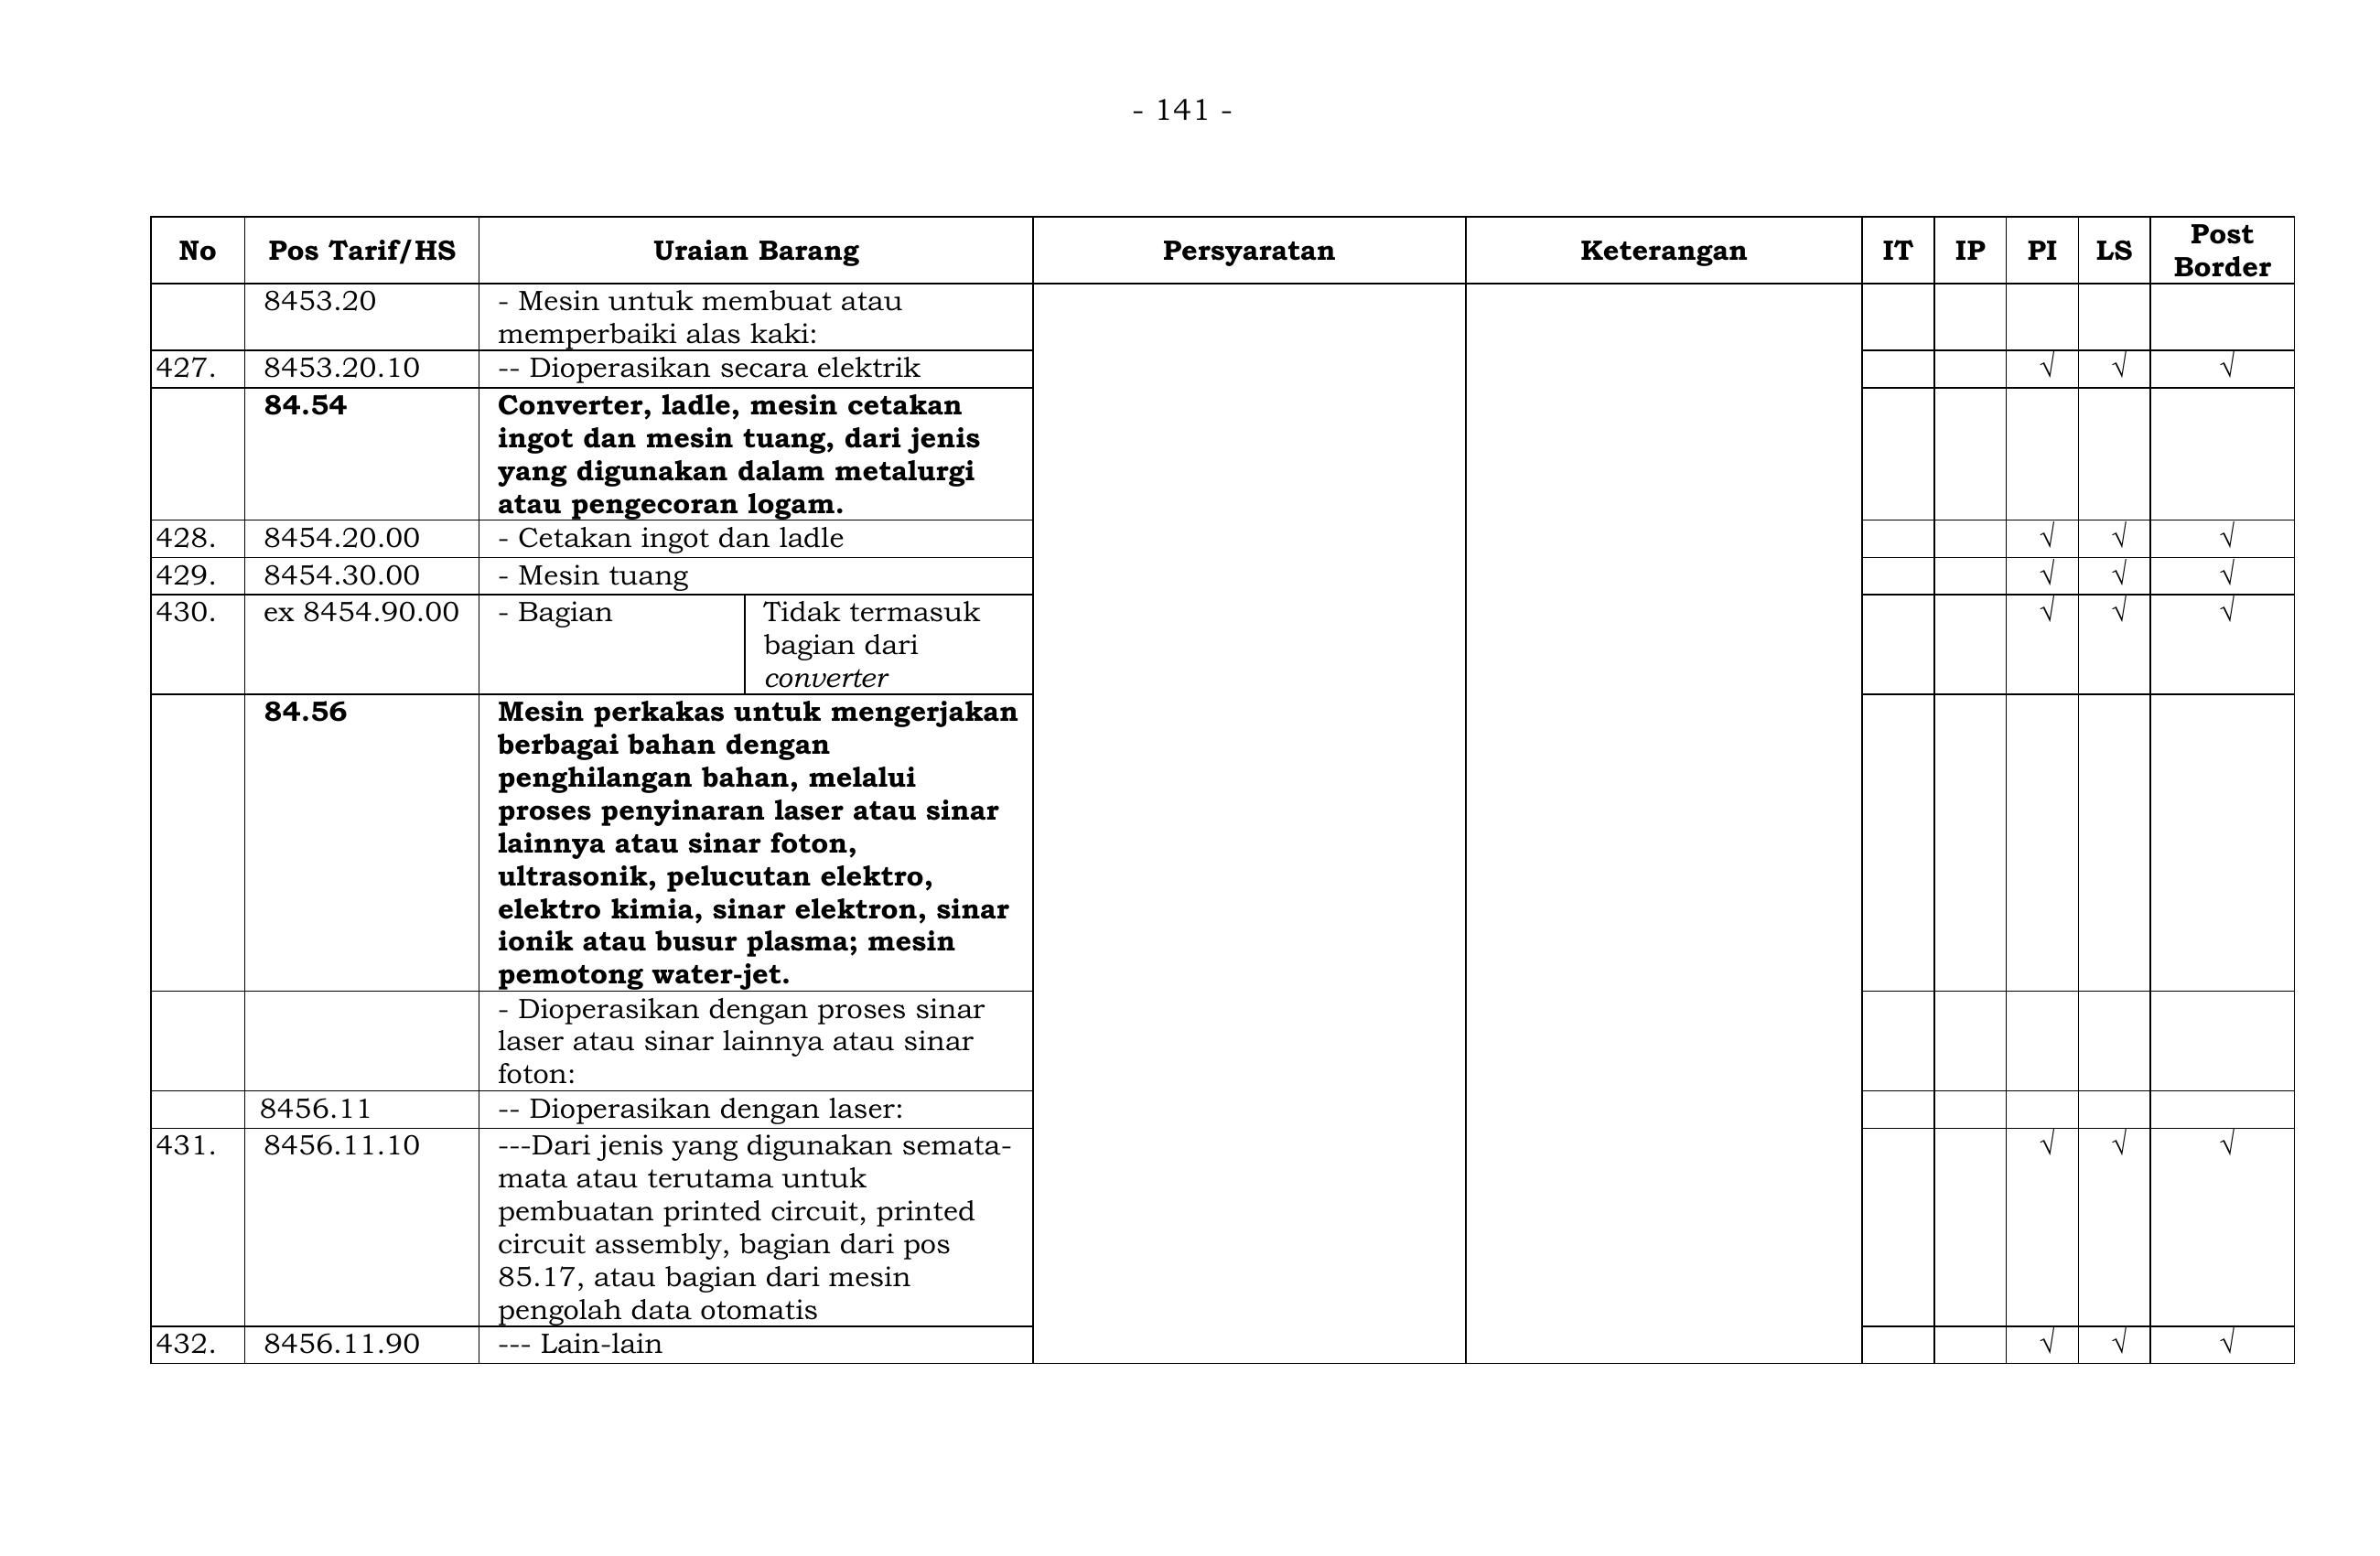 - 141 -
No Pos Tarif/HS Uraian Barang Persyaratan Keterangan IT IP PI LS Post Border
8453.20 - Mesin untuk membuat atau
memperbaiki alas kaki:
427. 8453.20.10 -- Dioperasikan secara elektrik √ √ √
84.54 Converter, ladle, mesin cetakan
ingot dan mesin tuang, dari jenis
yang digunakan dalam metalurgi
atau pengecoran logam.
428. 8454.20.00 - Cetakan ingot dan ladle √ √ √
429. 8454.30.00 - Mesin tuang √ √ √
430. ex 8454.90.00 - Bagian Tidak termasuk √ √ √
bagian dari
converter
84.56 Mesin perkakas untuk mengerjakan
berbagai bahan dengan
penghilangan bahan, melalui
proses penyinaran laser atau sinar
lainnya atau sinar foton,
ultrasonik, pelucutan elektro,
elektro kimia, sinar elektron, sinar
ionik atau busur plasma; mesin
pemotong water-jet.
- Dioperasikan dengan proses sinar
laser atau sinar lainnya atau sinar
foton:
8456.11 -- Dioperasikan dengan laser:
431. 8456.11.10 ---Dari jenis yang digunakan semata- √ √ √
mata atau terutama untuk
pembuatan printed circuit, printed
circuit assembly, bagian dari pos
85.17, atau bagian dari mesin
pengolah data otomatis
432. 8456.11.90 --- Lain-lain √ √ √